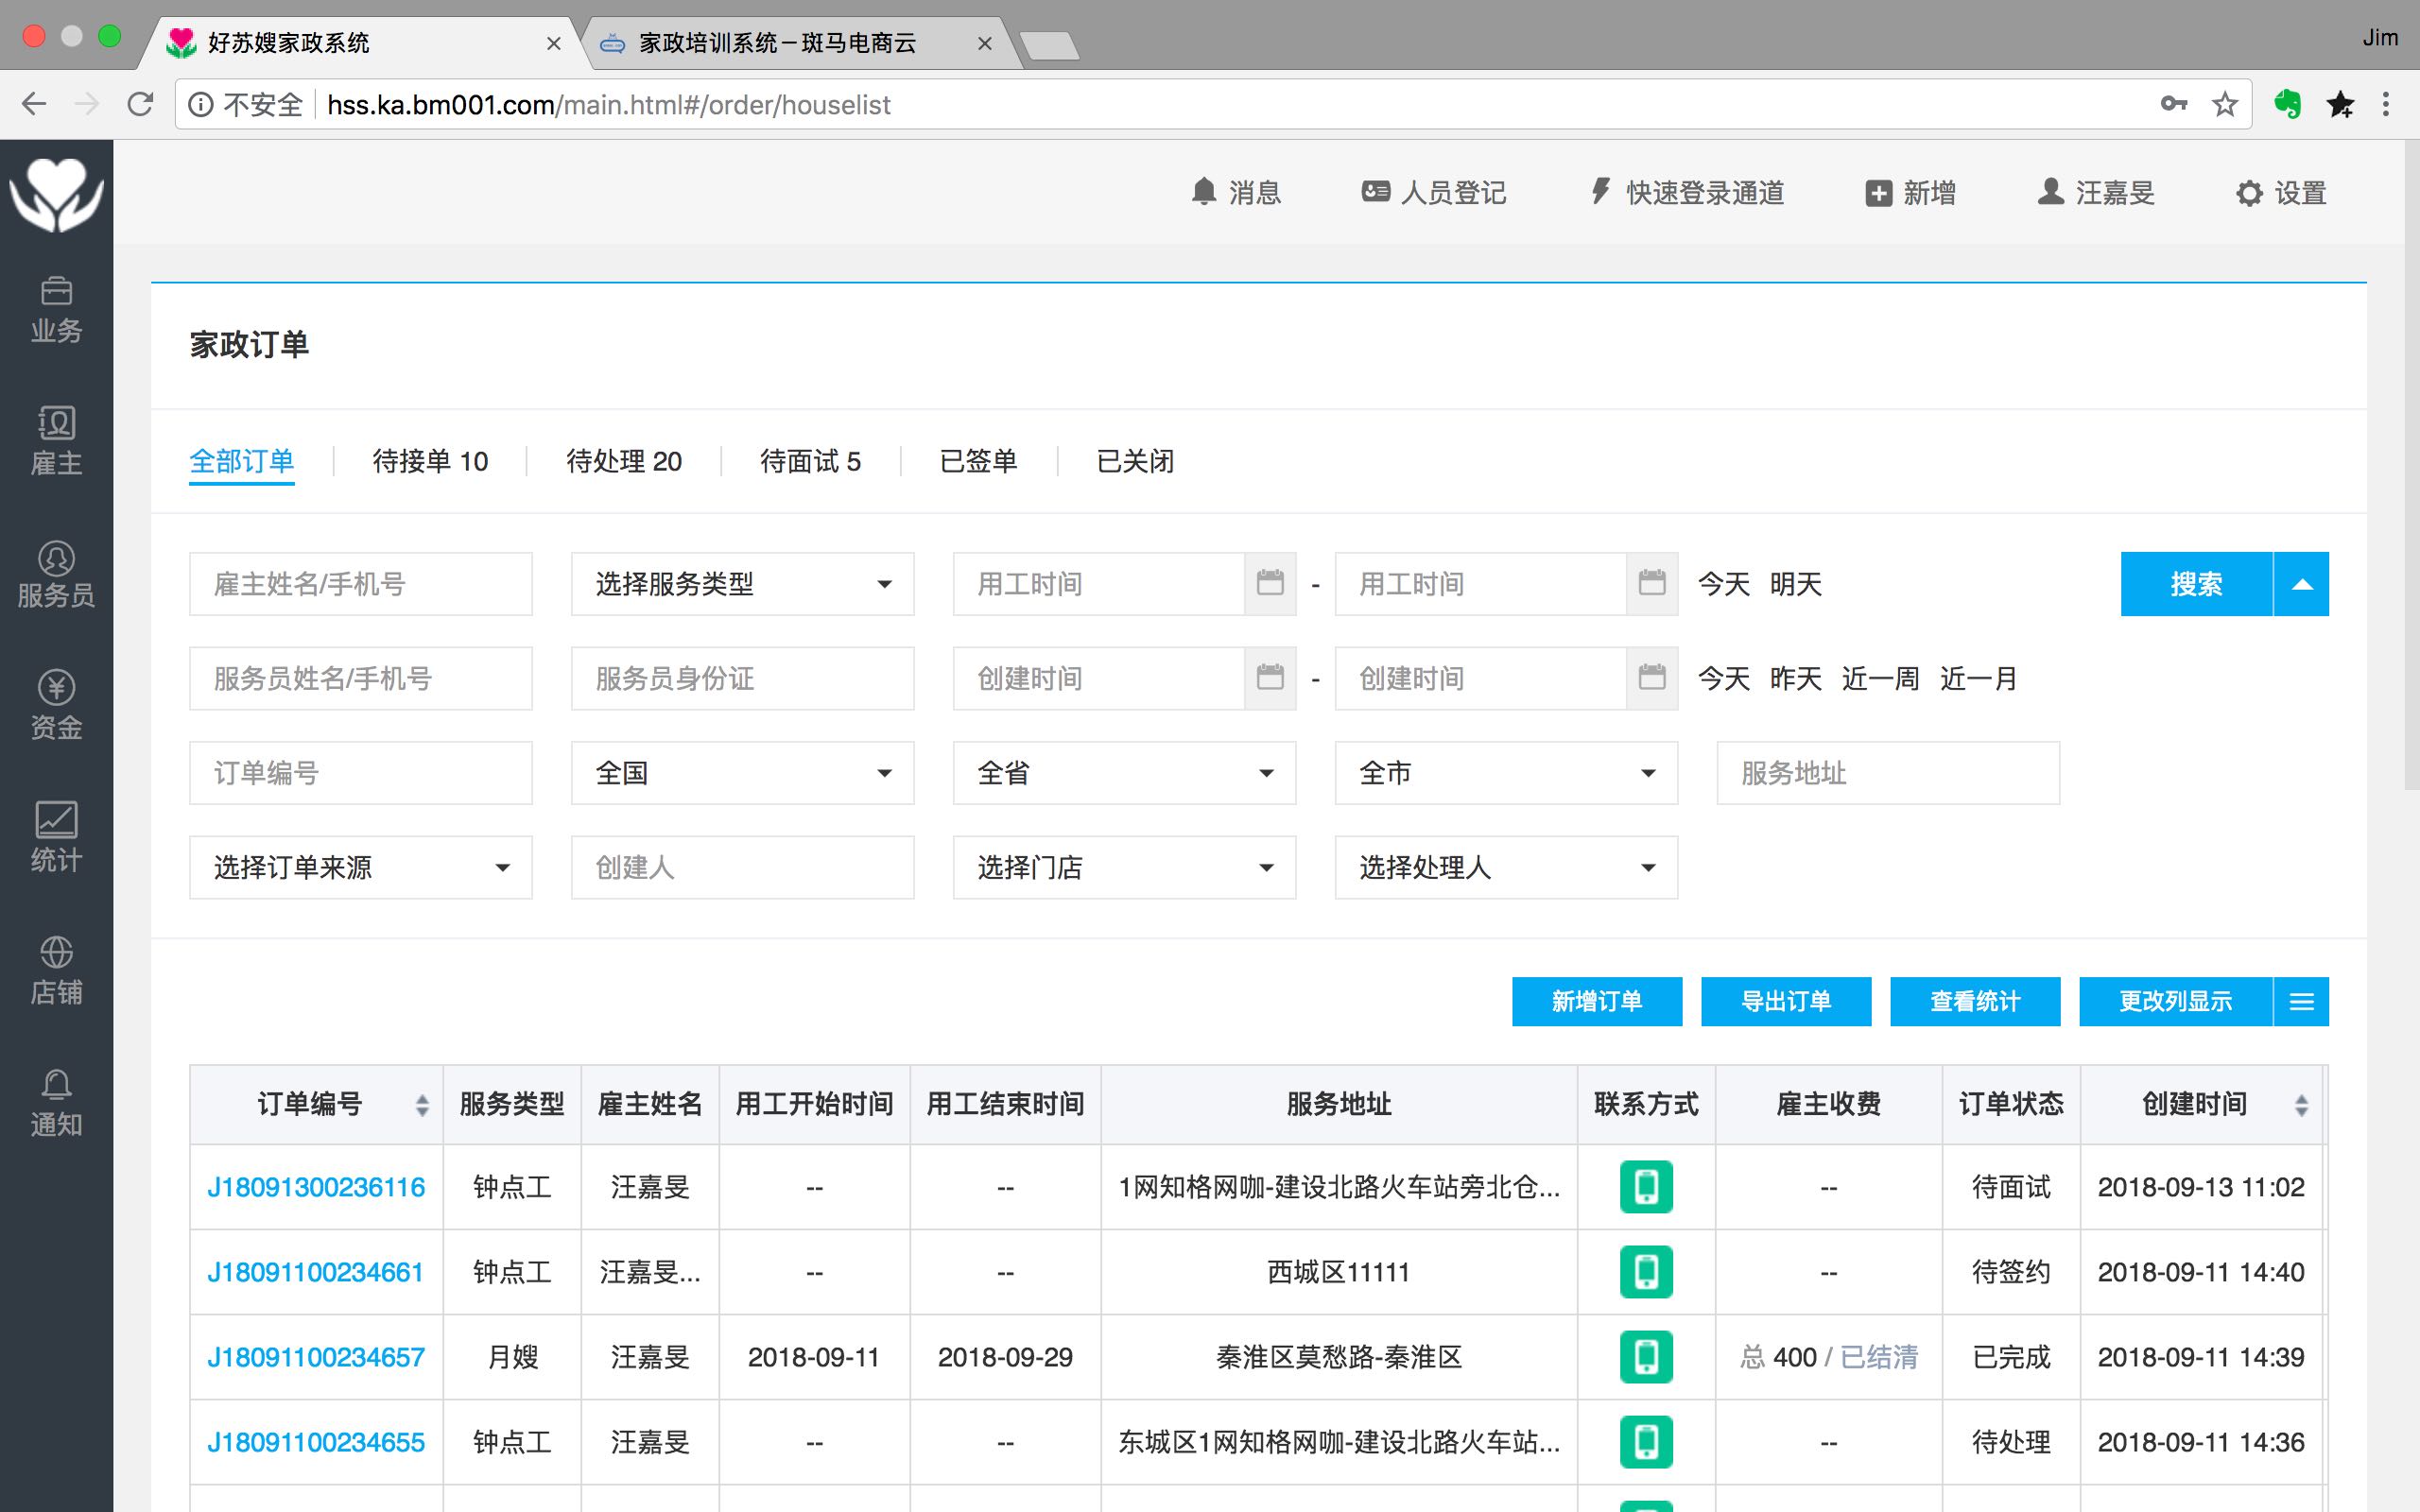 好苏嫂家政系统
家政培训系统－斑马电商云
Jim
不安全 hss.ka.bm001.com/main.html#/order/houselist
消息 人员登记 快速登录通道 新增 汪嘉旻 设置
业务
雇主
服务员
资金
统计
店铺
通知
家政订单
全部订单 待接单 10 待处理 20 待面试 5 已签单 已关闭
雇主姓名/手机号 选择服务类型 用工时间 - 用工时间 今天 明天 搜索
服务员姓名/手机号 服务员身份证 创建时间 - 创建时间 今天 昨天 近一周 近一月
订单编号 全国 全省 全市 服务地址
选择订单来源 创建人 选择门店 选择处理人
新增订单 导出订单 查看统计 更改列显示
订单编号 服务类型 雇主姓名 用工开始时间 用工结束时间 服务地址 联系方式 雇主收费 订单状态 创建时间
J18091300236116 钟点工 汪嘉旻 -- -- 1网知格网咖-建设北路火车站旁北仓... -- 待面试 2018-09-13 11:02
J18091100234661 钟点工 汪嘉旻... -- -- 西城区11111 -- 待签约 2018-09-11 14:40
J18091100234657 月嫂 汪嘉旻 2018-09-11 2018-09-29 秦淮区莫愁路-秦淮区 总 400 / 已结清 已完成 2018-09-11 14:39
J18091100234655 钟点工 汪嘉旻 -- -- 东城区1网知格网咖-建设北路火车站... -- 待处理 2018-09-11 14:36